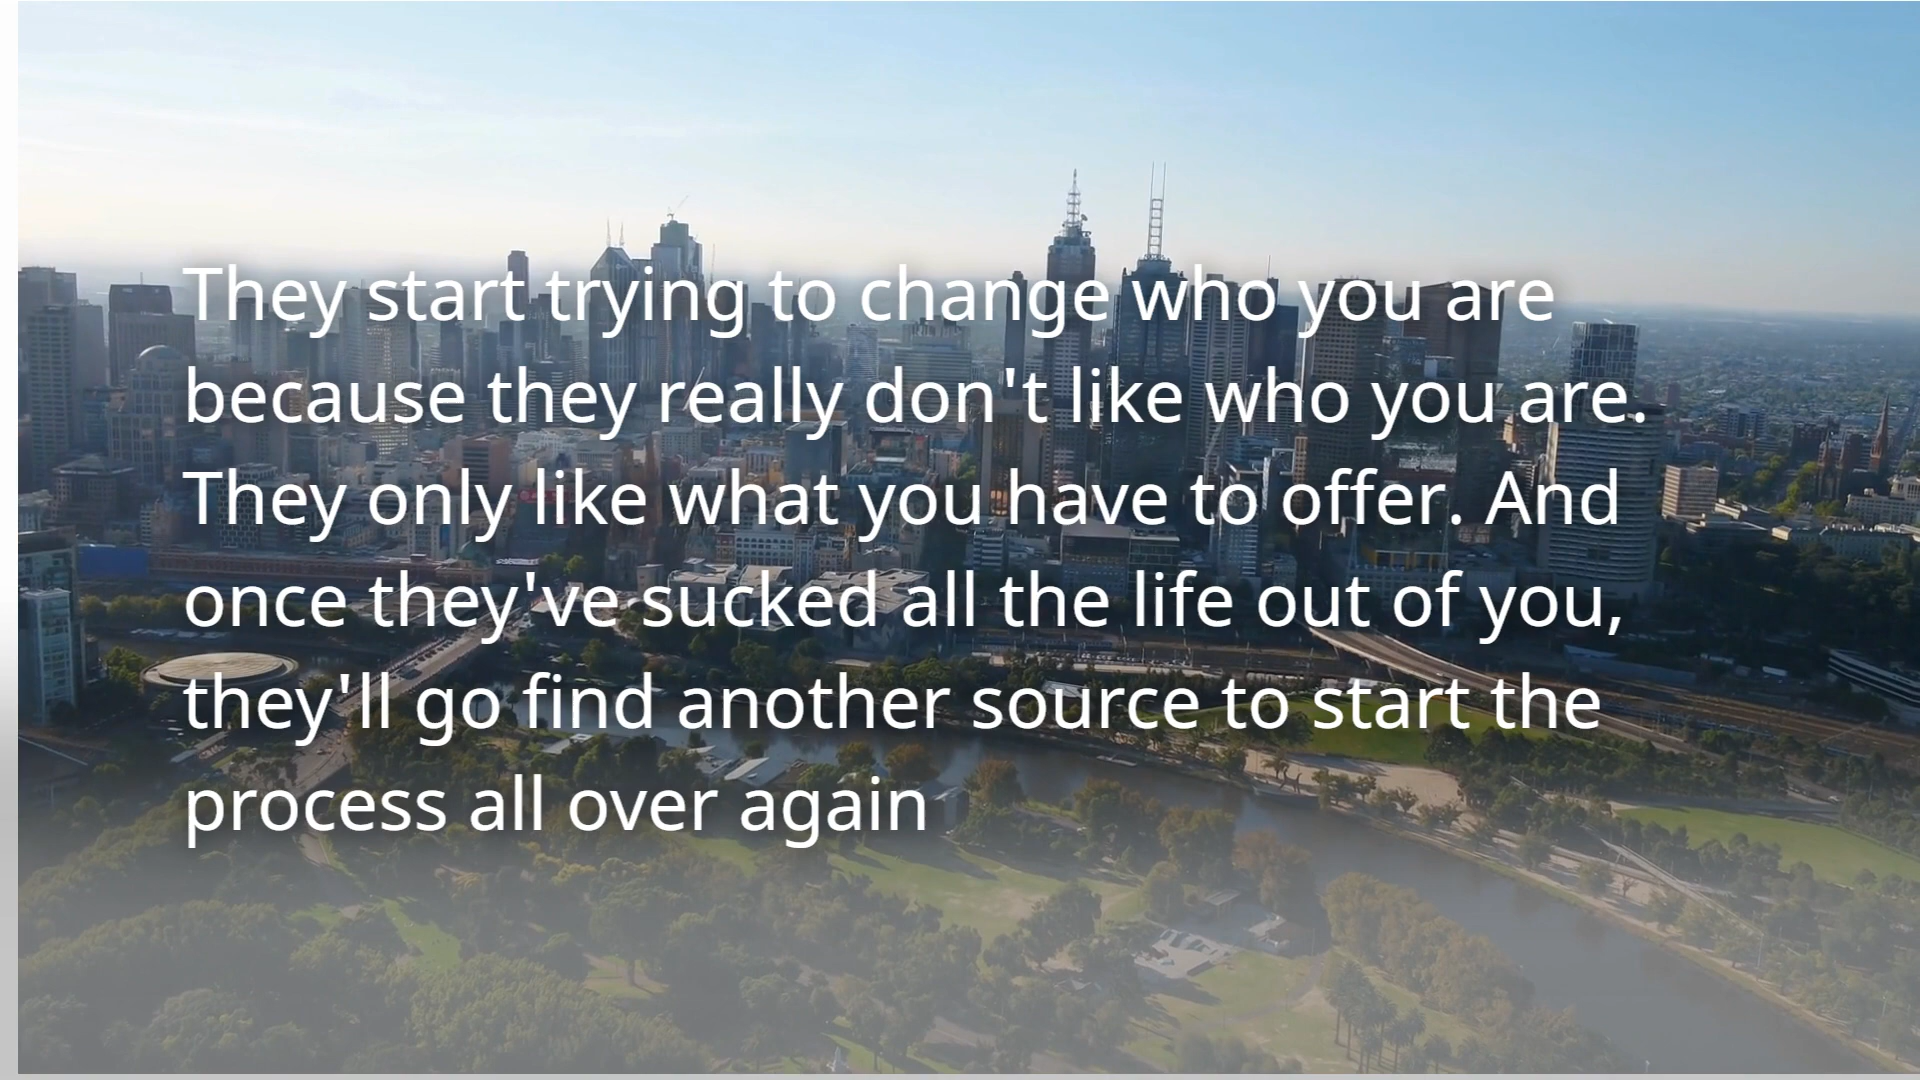 They start trying to change who you are
because they really don't like who you are.
They only like what you have to offer. And
once they've sucked all the life out of you,
they'll go find another source to start the
process all over again